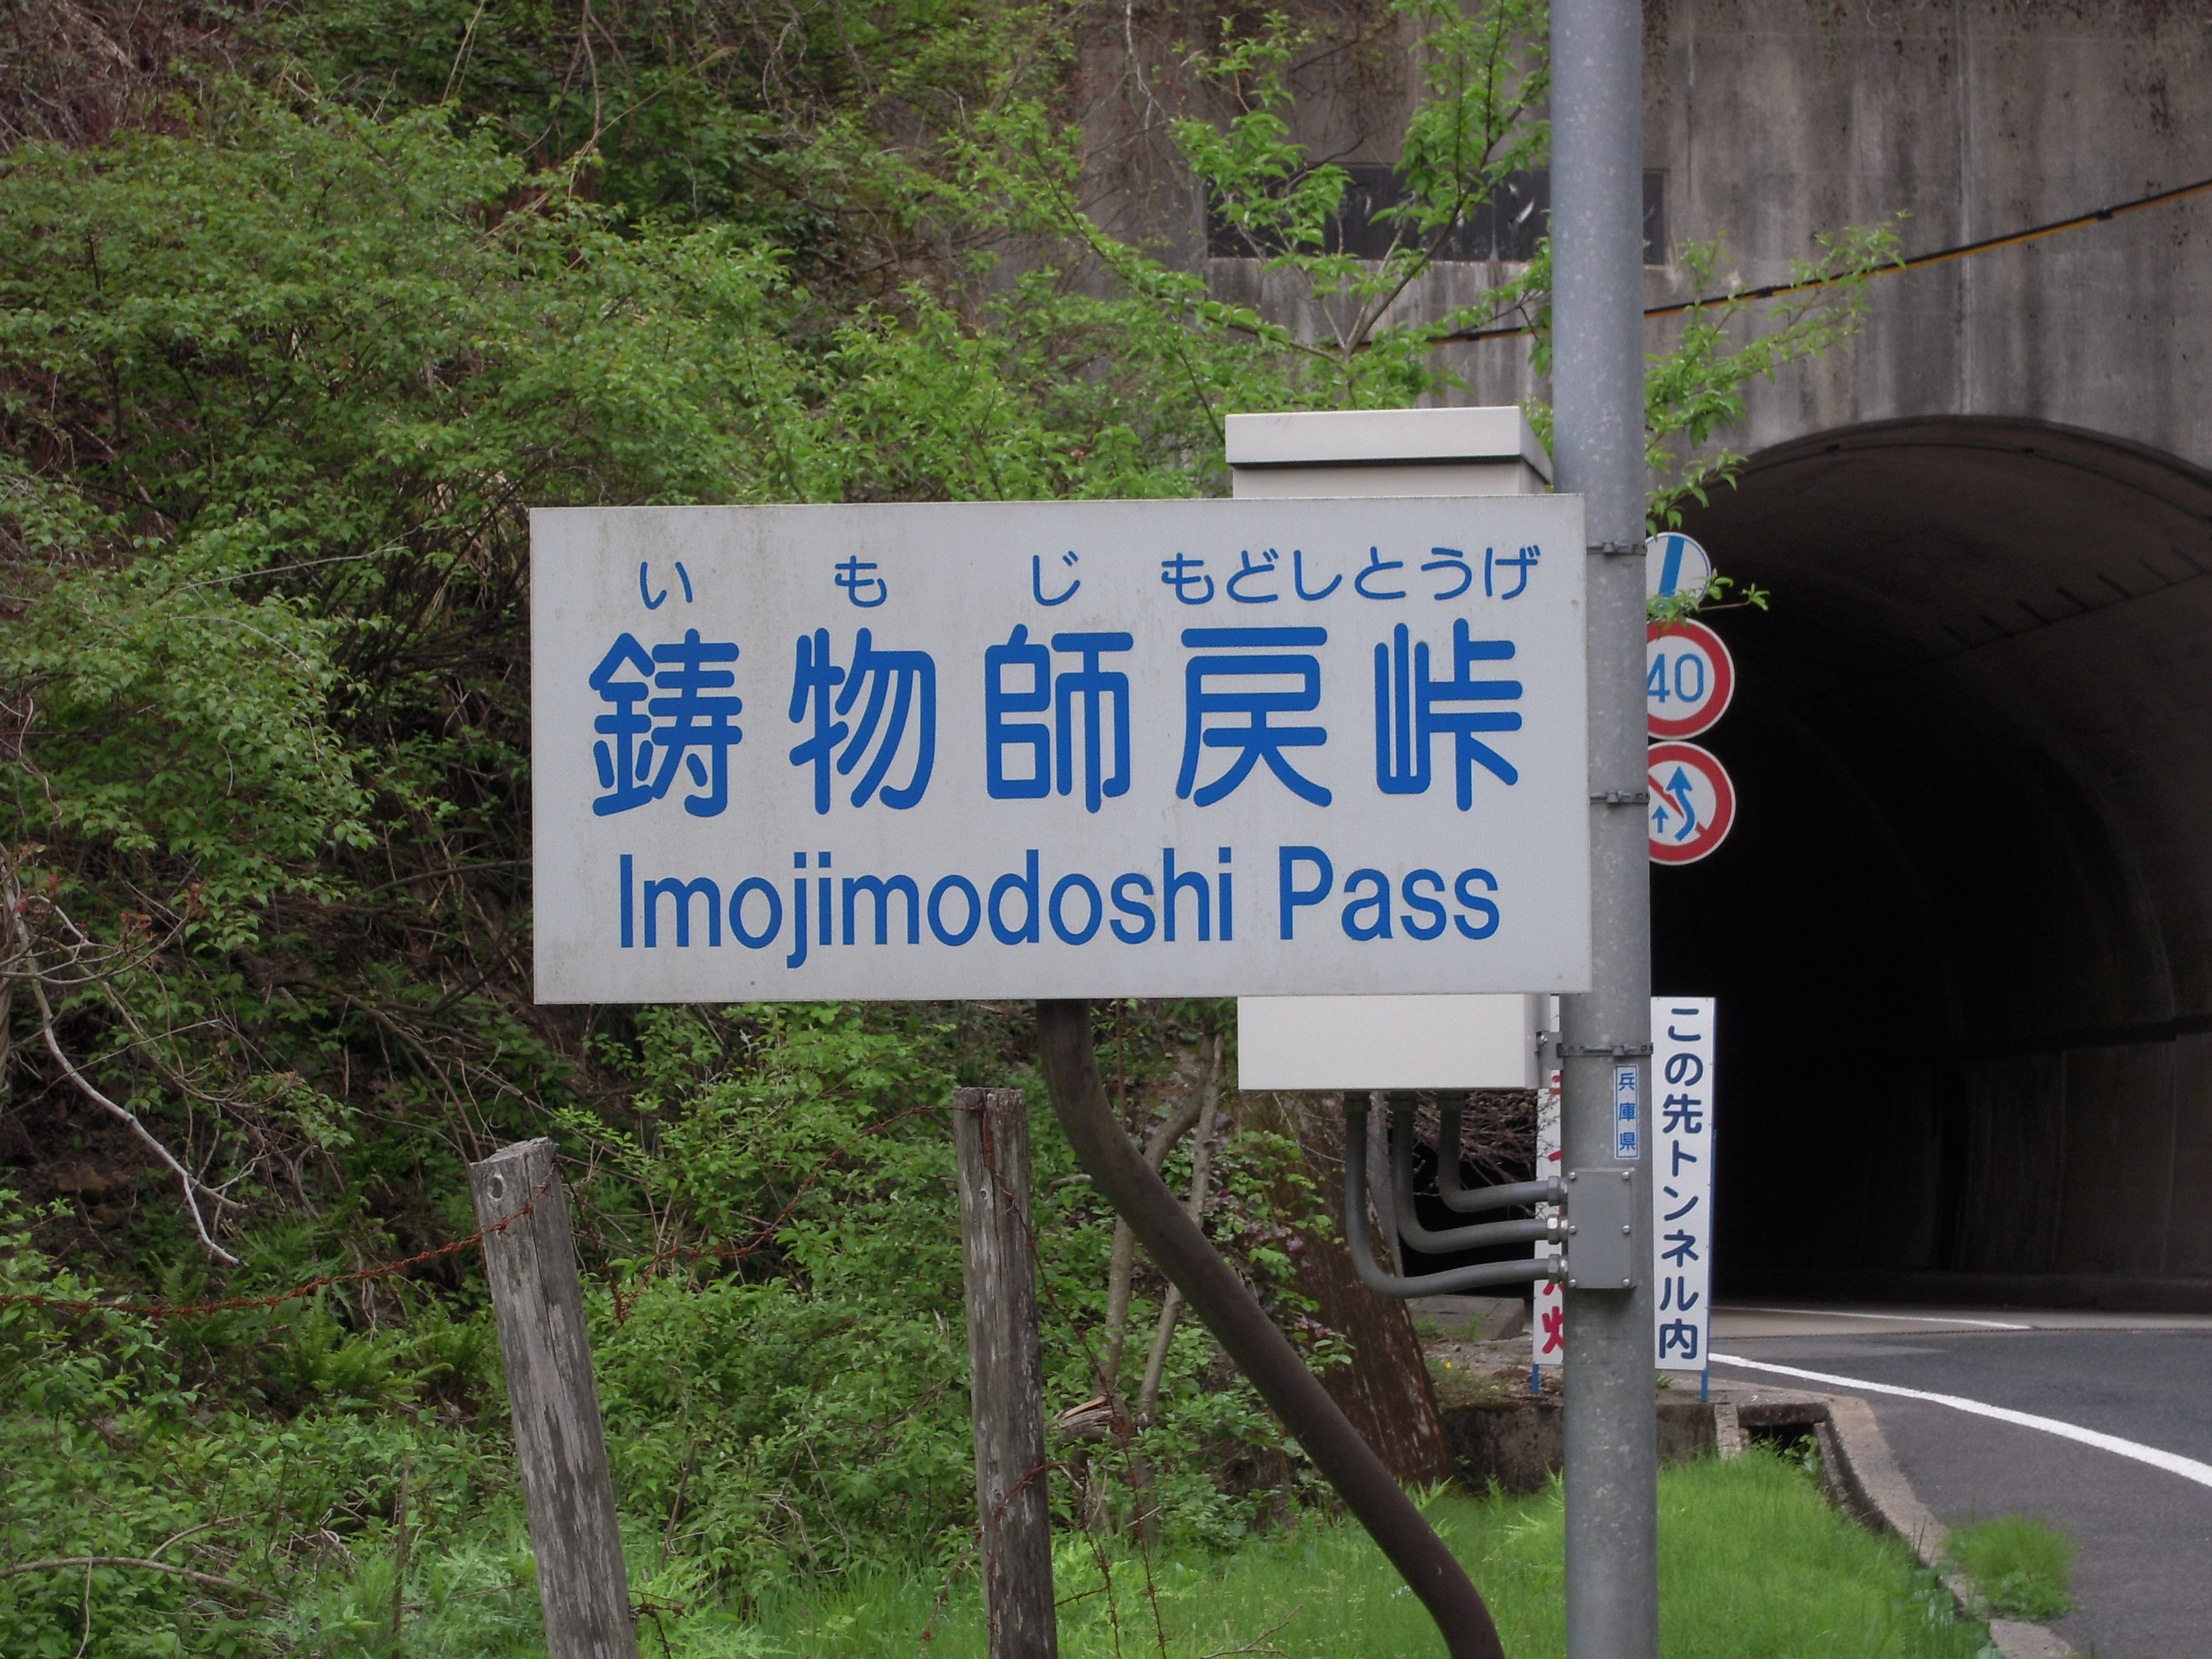 いもじもどしとうげ
鋳物師戻峠
Imojimodoshi Pass
40
兵庫県
この先トンネル内